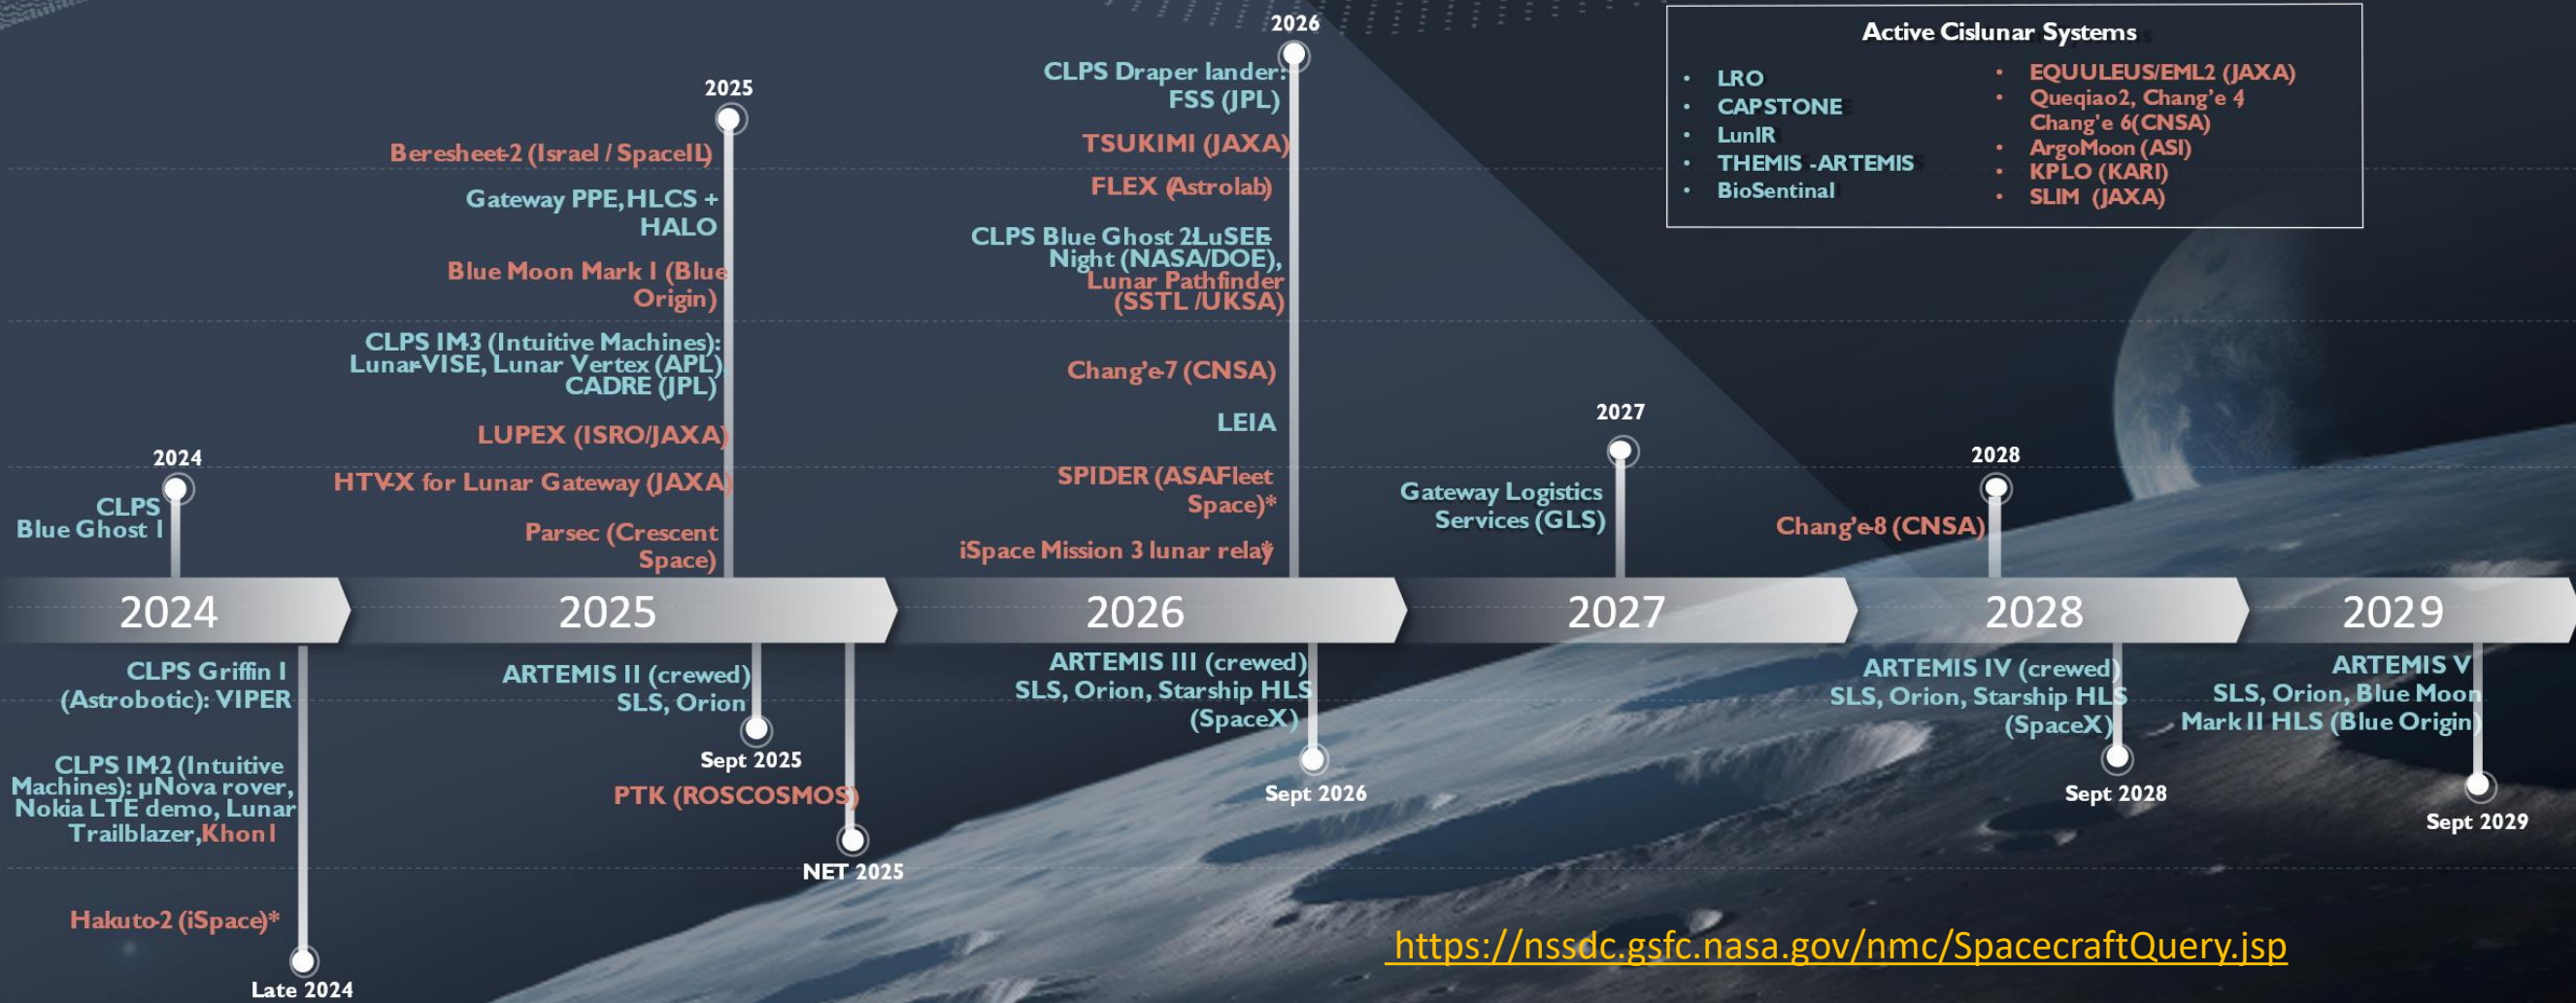 2024
CLPS
Blue Ghost 1
2025
Beresheet-2 (Israel / SpaceIL)
Gateway PPE, HLCS +
HALO
Blue Moon Mark I (Blue
Origin)
CLPS IM-3 (Intuitive Machines):
Lunar-VISE, Lunar Vertex (APL)
CADRE (JPL)
LUPEX (ISRO/JAXA)
HTV-X for Lunar Gateway (JAXA)
Parsec (Crescent
Space)
2026
CLPS Draper lander:
FSS (JPL)
TSUKIMI (JAXA)
FLEX (Astrolab)
CLPS Blue Ghost 2: LuSEE-
Night (NASA/DOE),
Lunar Pathfinder
(SSTL /UKSA)
Chang'e-7 (CNSA)
LEIA
SPIDER (ASAFleet
Space)*
iSpace Mission 3 lunar relay*
2027
Gateway Logistics
Services (GLS)
2028
Chang'e-8 (CNSA)
Active Cislunar Systems
• LRO
• CAPSTONE
• LunIR
• THEMIS -ARTEMIS
• BioSentinal
• EQUULEUS/EML2 (JAXA)
• Queqiao2, Chang'e 4,
Chang'e 6(CNSA)
• ArgoMoon (ASI)
• KPLO (KARI)
• SLIM (JAXA)
2024
2025
2026
2027
2028
2029
CLPS Griffin I
(Astrobotic): VIPER
CLPS IM-2 (Intuitive
Machines): µNova rover,
Nokia LTE demo, Lunar
Trailblazer, Khon1
Hakuto-2 (iSpace)*
Late 2024
ARTEMIS II (crewed)
SLS, Orion
Sept 2025
PTK (ROSCOSMOS)
NET 2025
ARTEMIS III (crewed)
SLS, Orion, Starship HLS
(SpaceX)
Sept 2026
ARTEMIS IV (crewed)
SLS, Orion, Starship HLS
(SpaceX)
Sept 2028
ARTEMIS V
SLS, Orion, Blue Moon
Mark II HLS (Blue Origin)
Sept 2029
https://nssdc.gsfc.nasa.gov/nmc/SpacecraftQuery.jsp